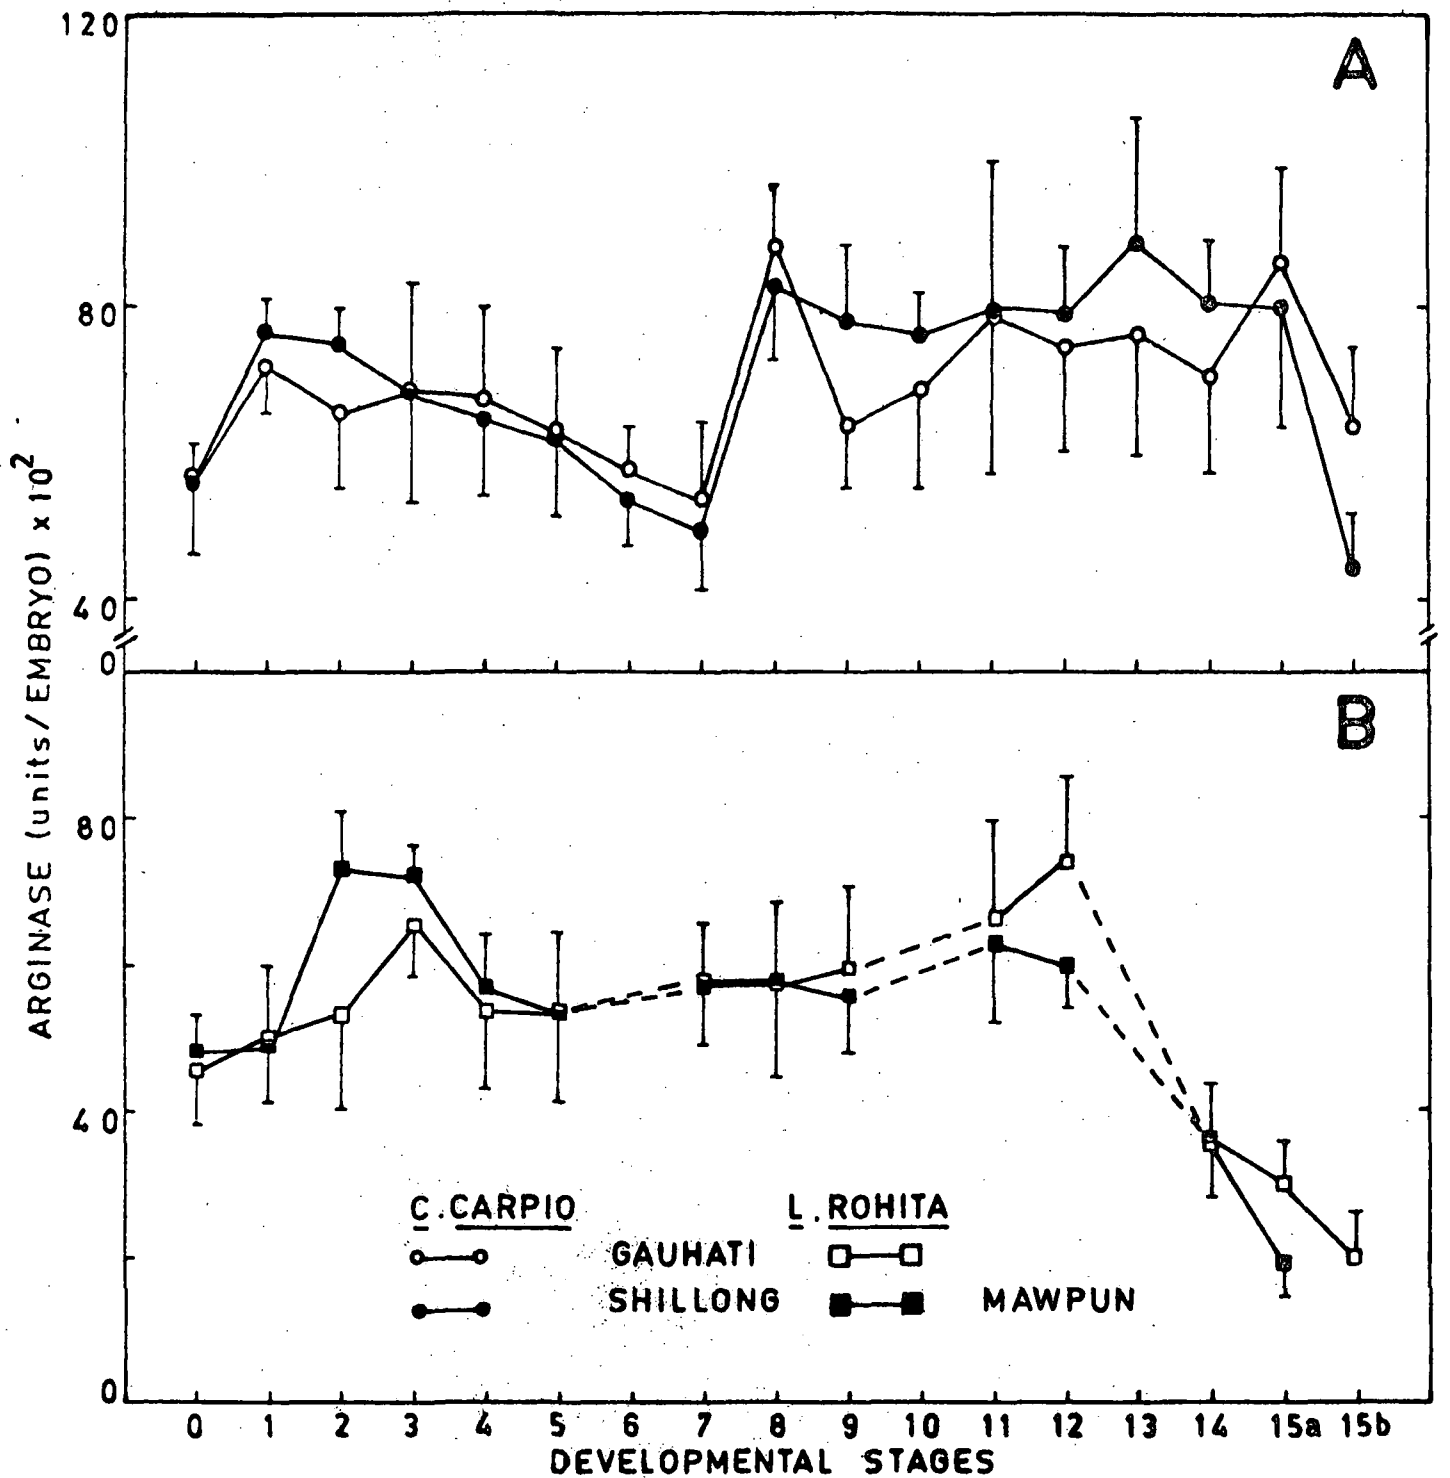 120
A
80
40
0
ARGINASE (units/EMBRYO) x 10²
B
80
40
C. CARPIO L. ROHITA
GAUHATI
SHILLONG MAWPUN
0
0 1 2 3 4 5 6 7 8 9 10 11 12 13 14 15a 15b
DEVELOPMENTAL STAGES